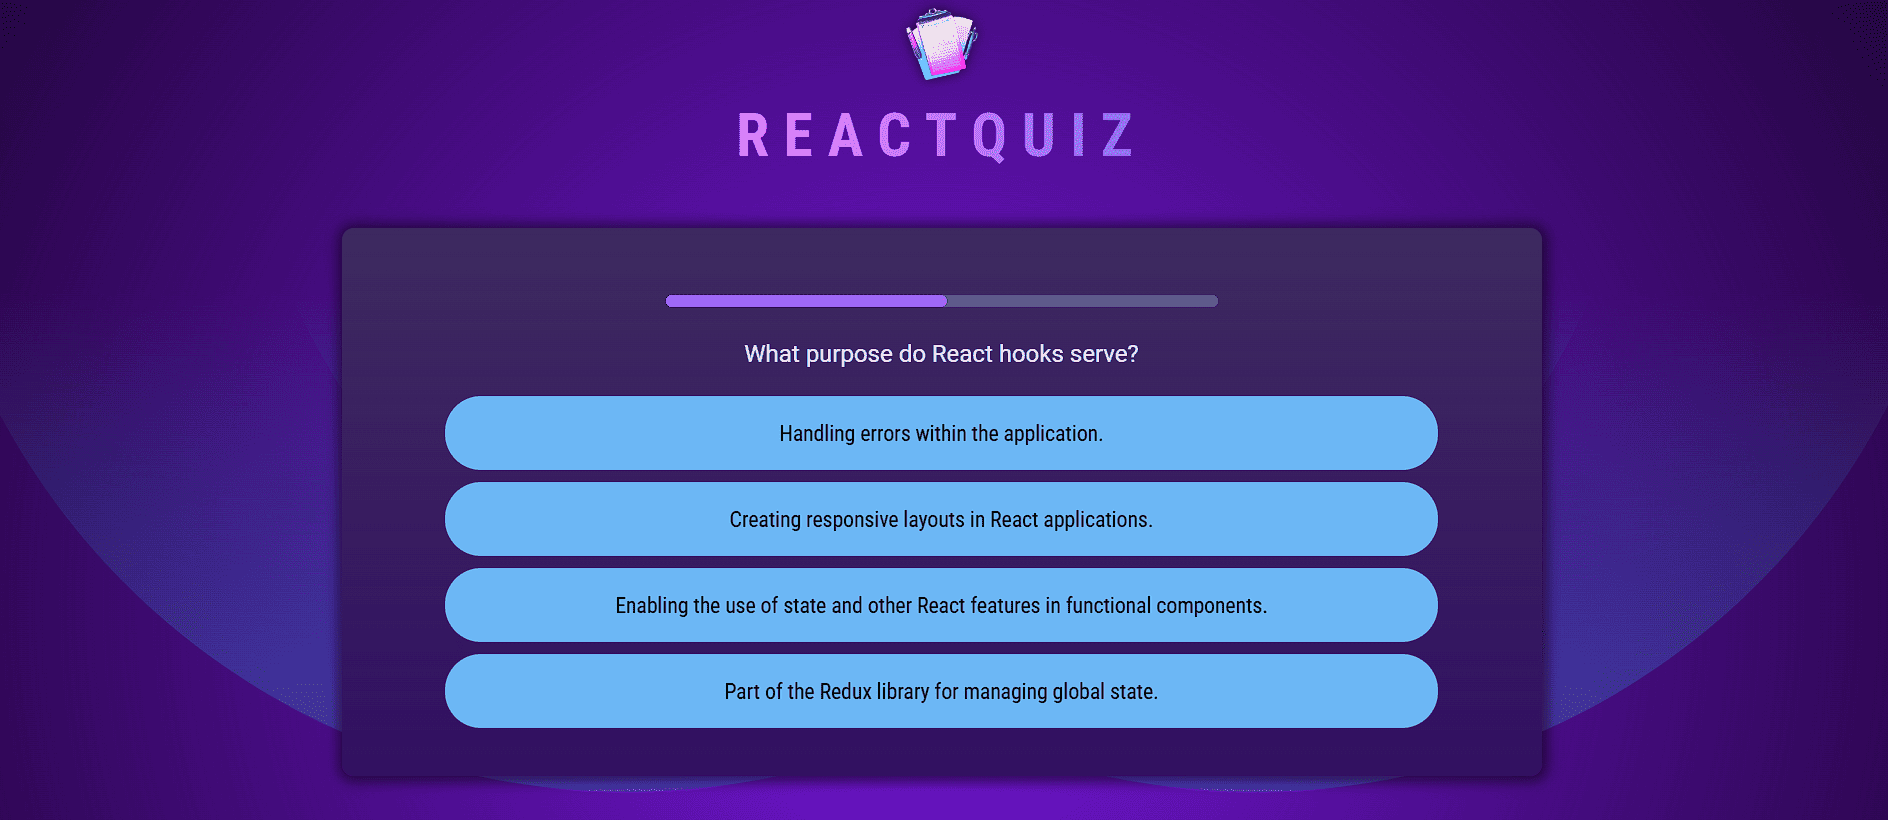 REACTQUIZ
What purpose do React hooks serve?
Handling errors within the application.
Creating responsive layouts in React applications.
Enabling the use of state and other React features in functional components.
Part of the Redux library for managing global state.